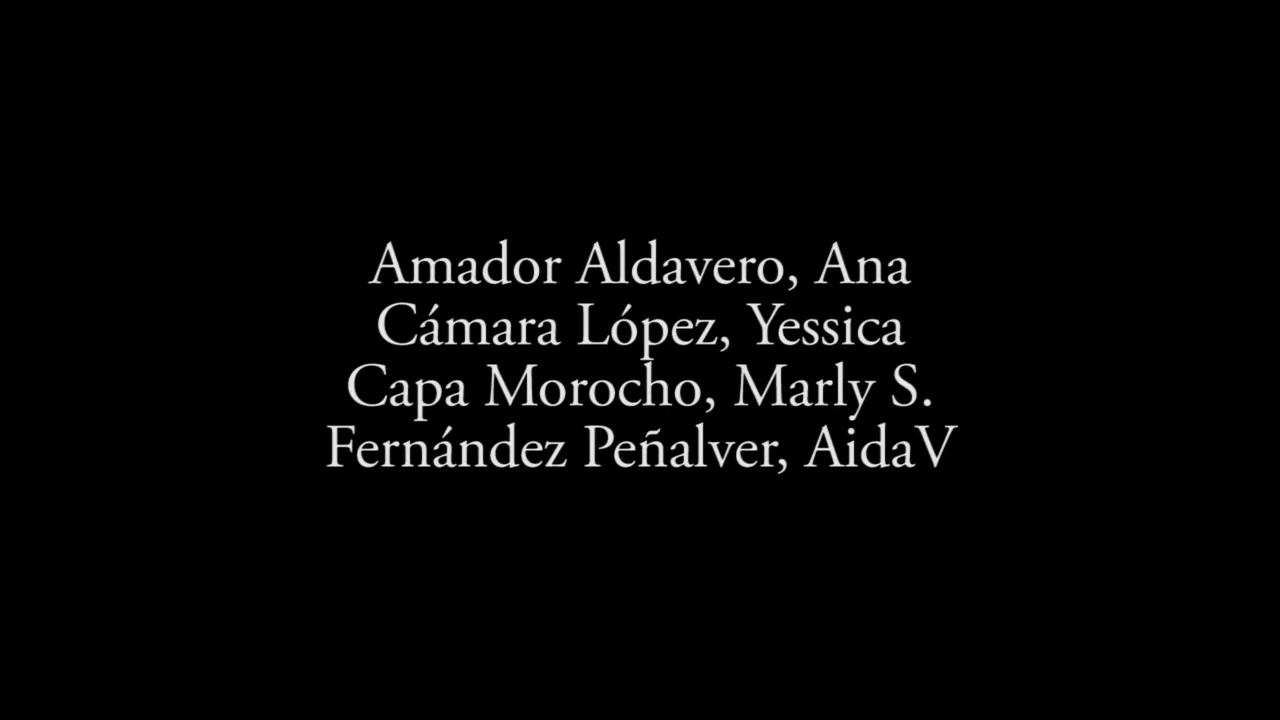 Amador Aldavero, Ana
Cámara López, Yessica
Capa Morocho, Marly S.
Fernández Peñalver, AidaV